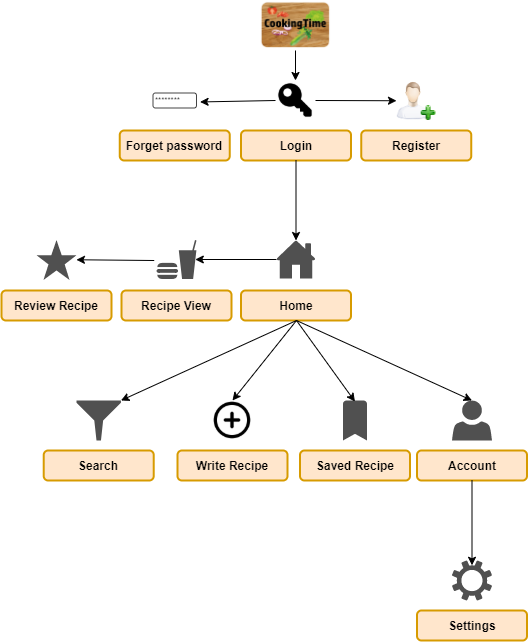 CookingTime
********
Forget password
Login
Register
Review Recipe
Recipe View
Home
Search
Write Recipe
Saved Recipe
Account
Settings